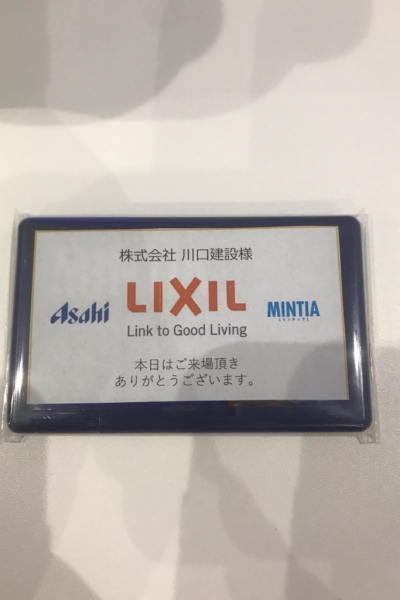 株式会社 川口建設様
Asahi LIXIL MINTIA
Link to Good Living
本日はご来場頂き
ありがとうございます。